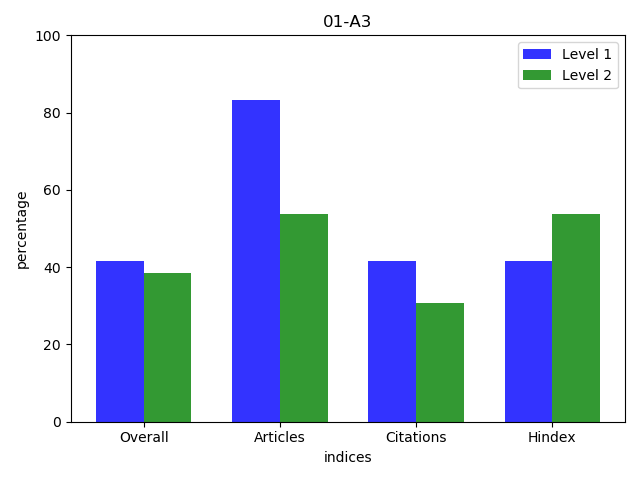 01-A3
Level 1
Level 2
percentage
100
80
60
40
20
0
Overall Articles Citations Hindex
indices